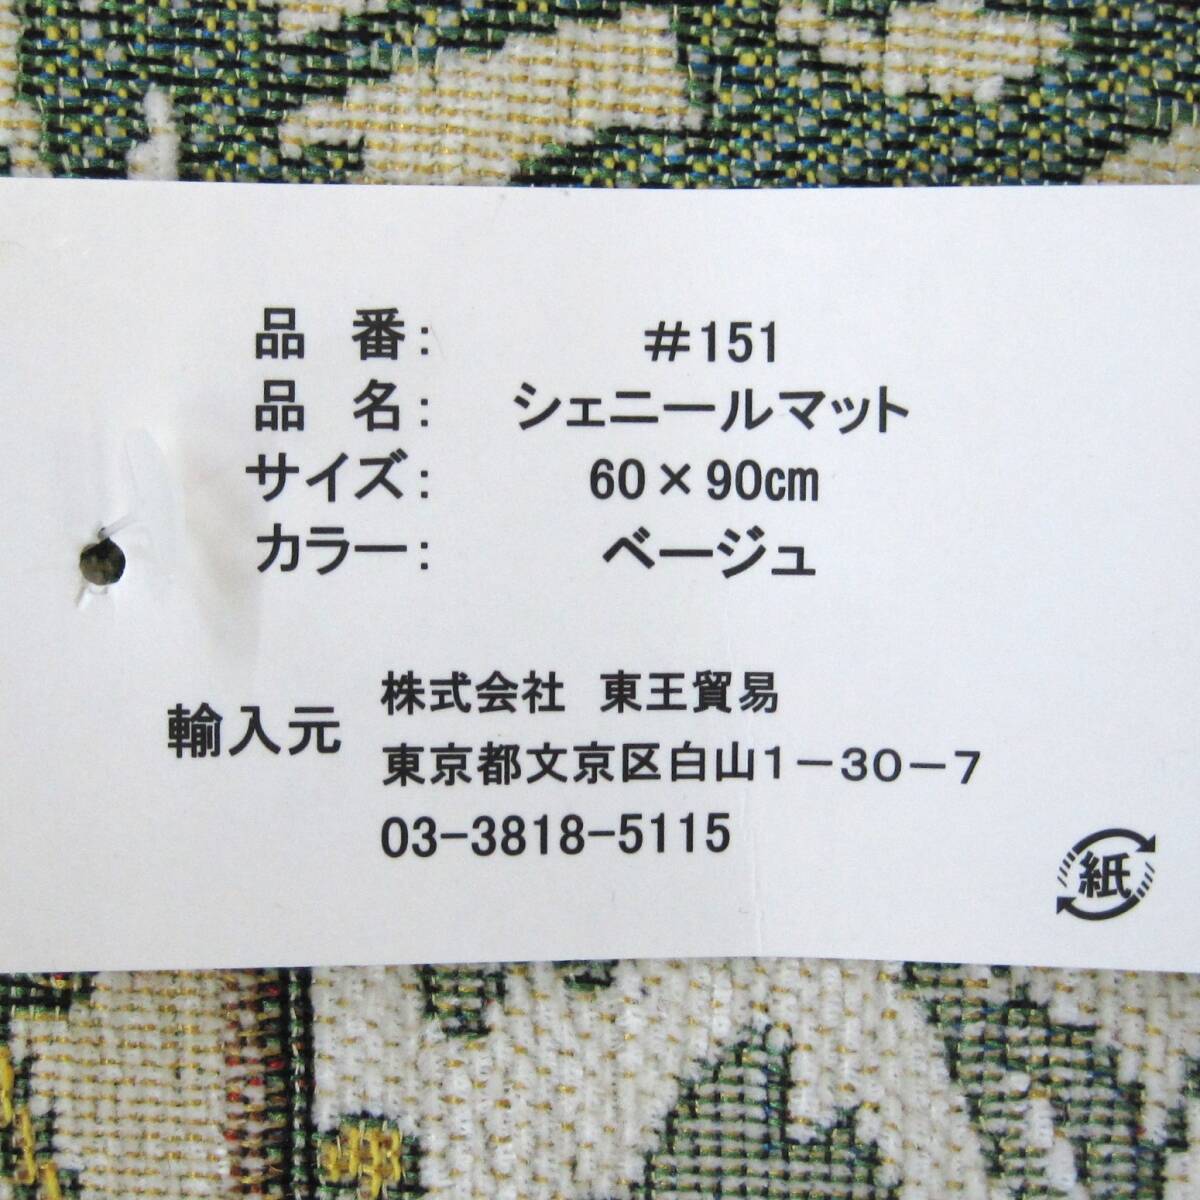 品　番：　#151
品　名：　シェニールマット
サイズ：　60×90cm
カラー：　ベージュ
輸入元　株式会社　東王貿易
東京都文京区白山1－30－7
03-3818-5115
紙